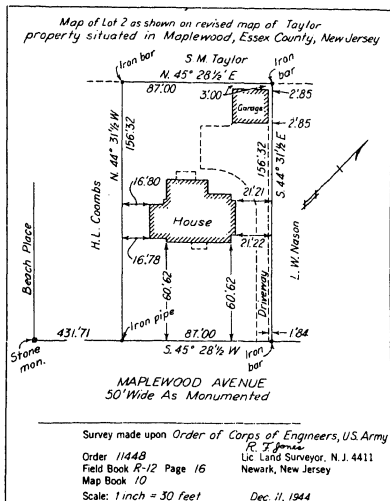 Map of Lot 2 as shown on revised map of Taylor
property situated in Maplewood, Essex County, New Jersey
Iron bar
S. M. Taylor
Iron bar
N. 45° 28½' E
87.'00
3.'00
2.'85
Garage
2.'85
N. 44° 31½' W
156.'32
156.'32
S. 44° 31½' E
16.'80
21.'21
House
H.L. Coombs
L.W. Nason
16.'78
21.'22
Beach Place
60.'62
60.'62
Driveway
431.'71
Iron pipe
87.'00
1.'84
Stone mon.
S. 45° 28½' W
Iron bar
MAPLEWOOD AVENUE
50' Wide As Monumented
Survey made upon Order of Corps of Engineers, U.S. Army
R. F. Jones
Order 11448
Lic Land Surveyor, N.J. 4411
Field Book R-12 Page 16
Newark, New Jersey
Map Book 10
Scale: 1 inch = 30 feet
Dec. 11, 1944